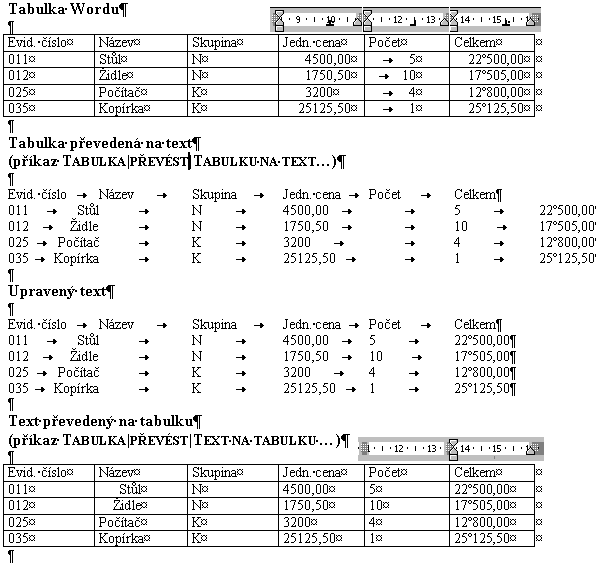 Tabulka Wordu¶
· 9 · ı · 10 · ı · 12 · ı · 13 · 14 · ı · 15 · ı · 1
¶
Evid.·číslo¤ Název¤ Skupina¤ Jedn.·cena¤ Počet¤ Celkem¤ ¤
011¤ Stůl¤ N¤ 4500,00¤ → 5¤ 22°500,00¤ ¤
012¤ Židle¤ N¤ 1750,50¤ → 10¤ 17°505,00¤ ¤
025¤ Počítač¤ K¤ 3200¤ → 4¤ 12°800,00¤ ¤
035¤ Kopírka¤ K¤ 25125,50¤ → 1¤ 25°125,50¤ ¤
¶
Tabulka·převedená·na·text¶
(příkaz·TABULKA|PŘEVÉST|TABULKU·NA·TEXT…)¶
¶
Evid.·číslo → Název → Skupina → Jedn.·cena → Počet → Celkem¶
011 → Stůl → N → 4500,00 → → 5 → 22°500,00
012 → Židle → N → 1750,50 → → 10 → 17°505,00
025 → Počítač → K → 3200 → → 4 → 12°800,00
035 → Kopírka → K → 25125,50 → → 1 → 25°125,50
¶
Upravený·text¶
¶
Evid.·číslo → Název → Skupina → Jedn.·cena → Počet → Celkem¶
011 → Stůl → N → 4500,00 → 5 → 22°500,00¶
012 → Židle → N → 1750,50 → 10 → 17°505,00¶
025 → Počítač → K → 3200 → 4 → 12°800,00¶
035 → Kopírka → K → 25125,50 → 1 → 25°125,50¶
¶
Text·převedený·na·tabulku¶
(příkaz·TABULKA|PŘEVÉST|TEXT·NA·TABULKU·…)¶
· ı · 12 · ı · 13 · 14 · ı · 15 · ı · 1
¶
Evid.·číslo¤ Název¤ Skupina¤ Jedn.·cena¤ Počet¤ Celkem¤ ¤
011¤ Stůl¤ N¤ 4500,00¤ 5¤ 22°500,00¤ ¤
012¤ Židle¤ N¤ 1750,50¤ 10¤ 17°505,00¤ ¤
025¤ Počítač¤ K¤ 3200¤ 4¤ 12°800,00¤ ¤
035¤ Kopírka¤ K¤ 25125,50¤ 1¤ 25°125,50¤ ¤
¶